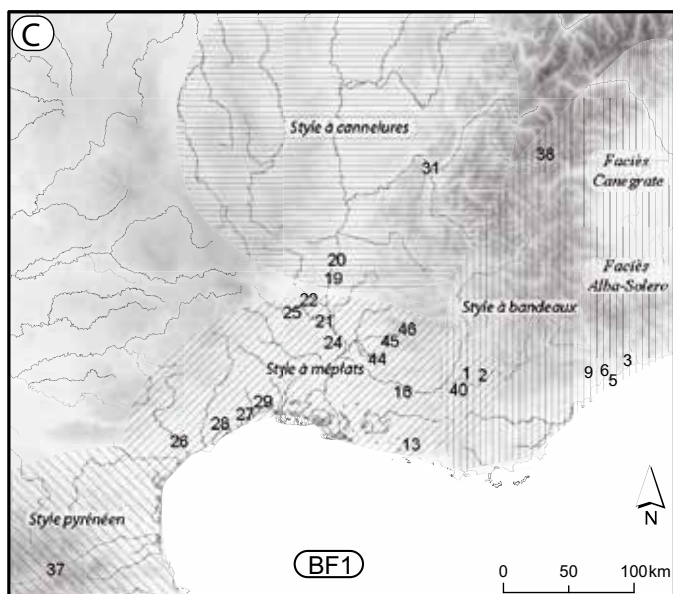 C
Style à cannelures
38
31
Faciès
Canegrate
20
19
Faciès
Alba-Solero
22
25
21
Style à bandeaux
46
45
24
44
Style à méplats
3
9
6
5
1
2
40
16
29
27
28
26
13
Style pyrénéen
37
BF1
N
0 50 100 km